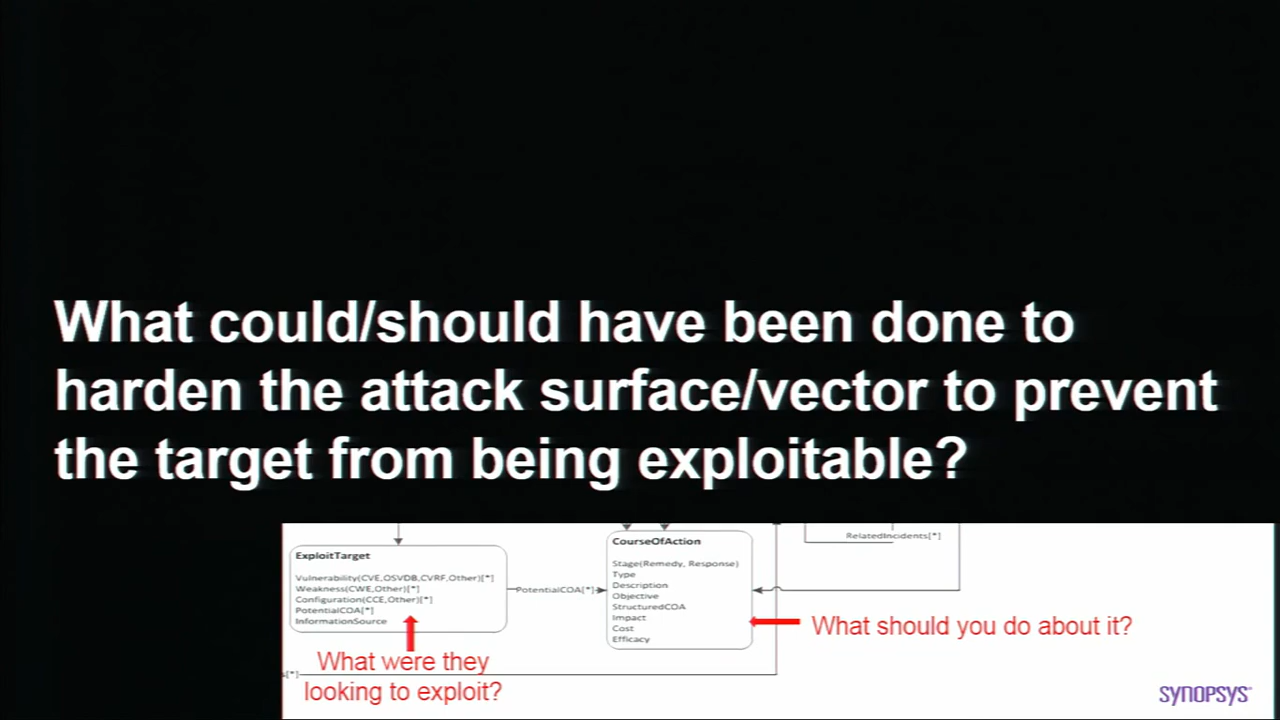 What could/should have been done to
harden the attack surface/vector to prevent
the target from being exploitable?
ExploitTarget
Vulnerability(CVE,OSVDB,CVRF,Other)[*]
Weakness(CWE,Other)[*]
Configuration(CCE,Other)[*]
PotentialCOA[*]
InformationSource
PotentialCOA[*]
CourseOfAction
Stage(Remedy, Response)
Type
Description
Objective
StructuredCOA
Impact
Cost
Efficacy
RelatedIncidents[*]
What should you do about it?
What were they
looking to exploit?
[*]
SYNOPSYS